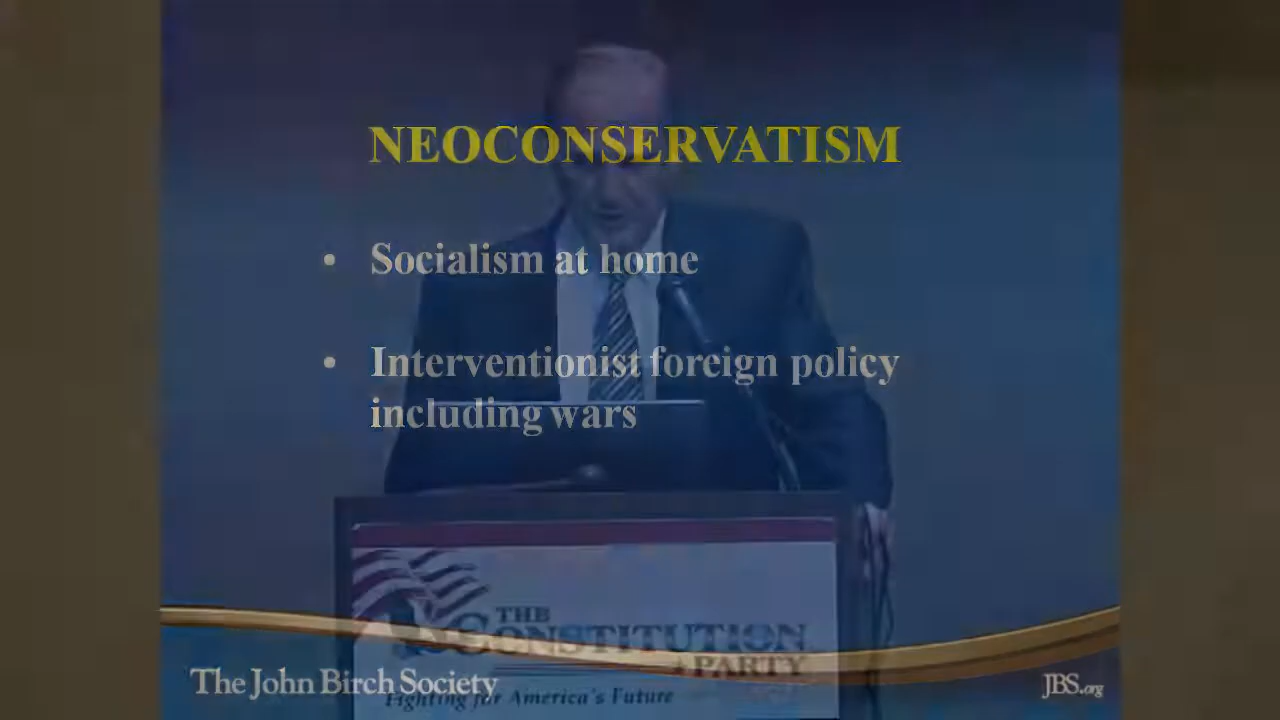 NEOCONSERVATISM
• Socialism at home
• Interventionist foreign policy
including wars
THE
CONSTITUTION
PARTY
The John Birch Society
Fighting for America's Future
JBS.org